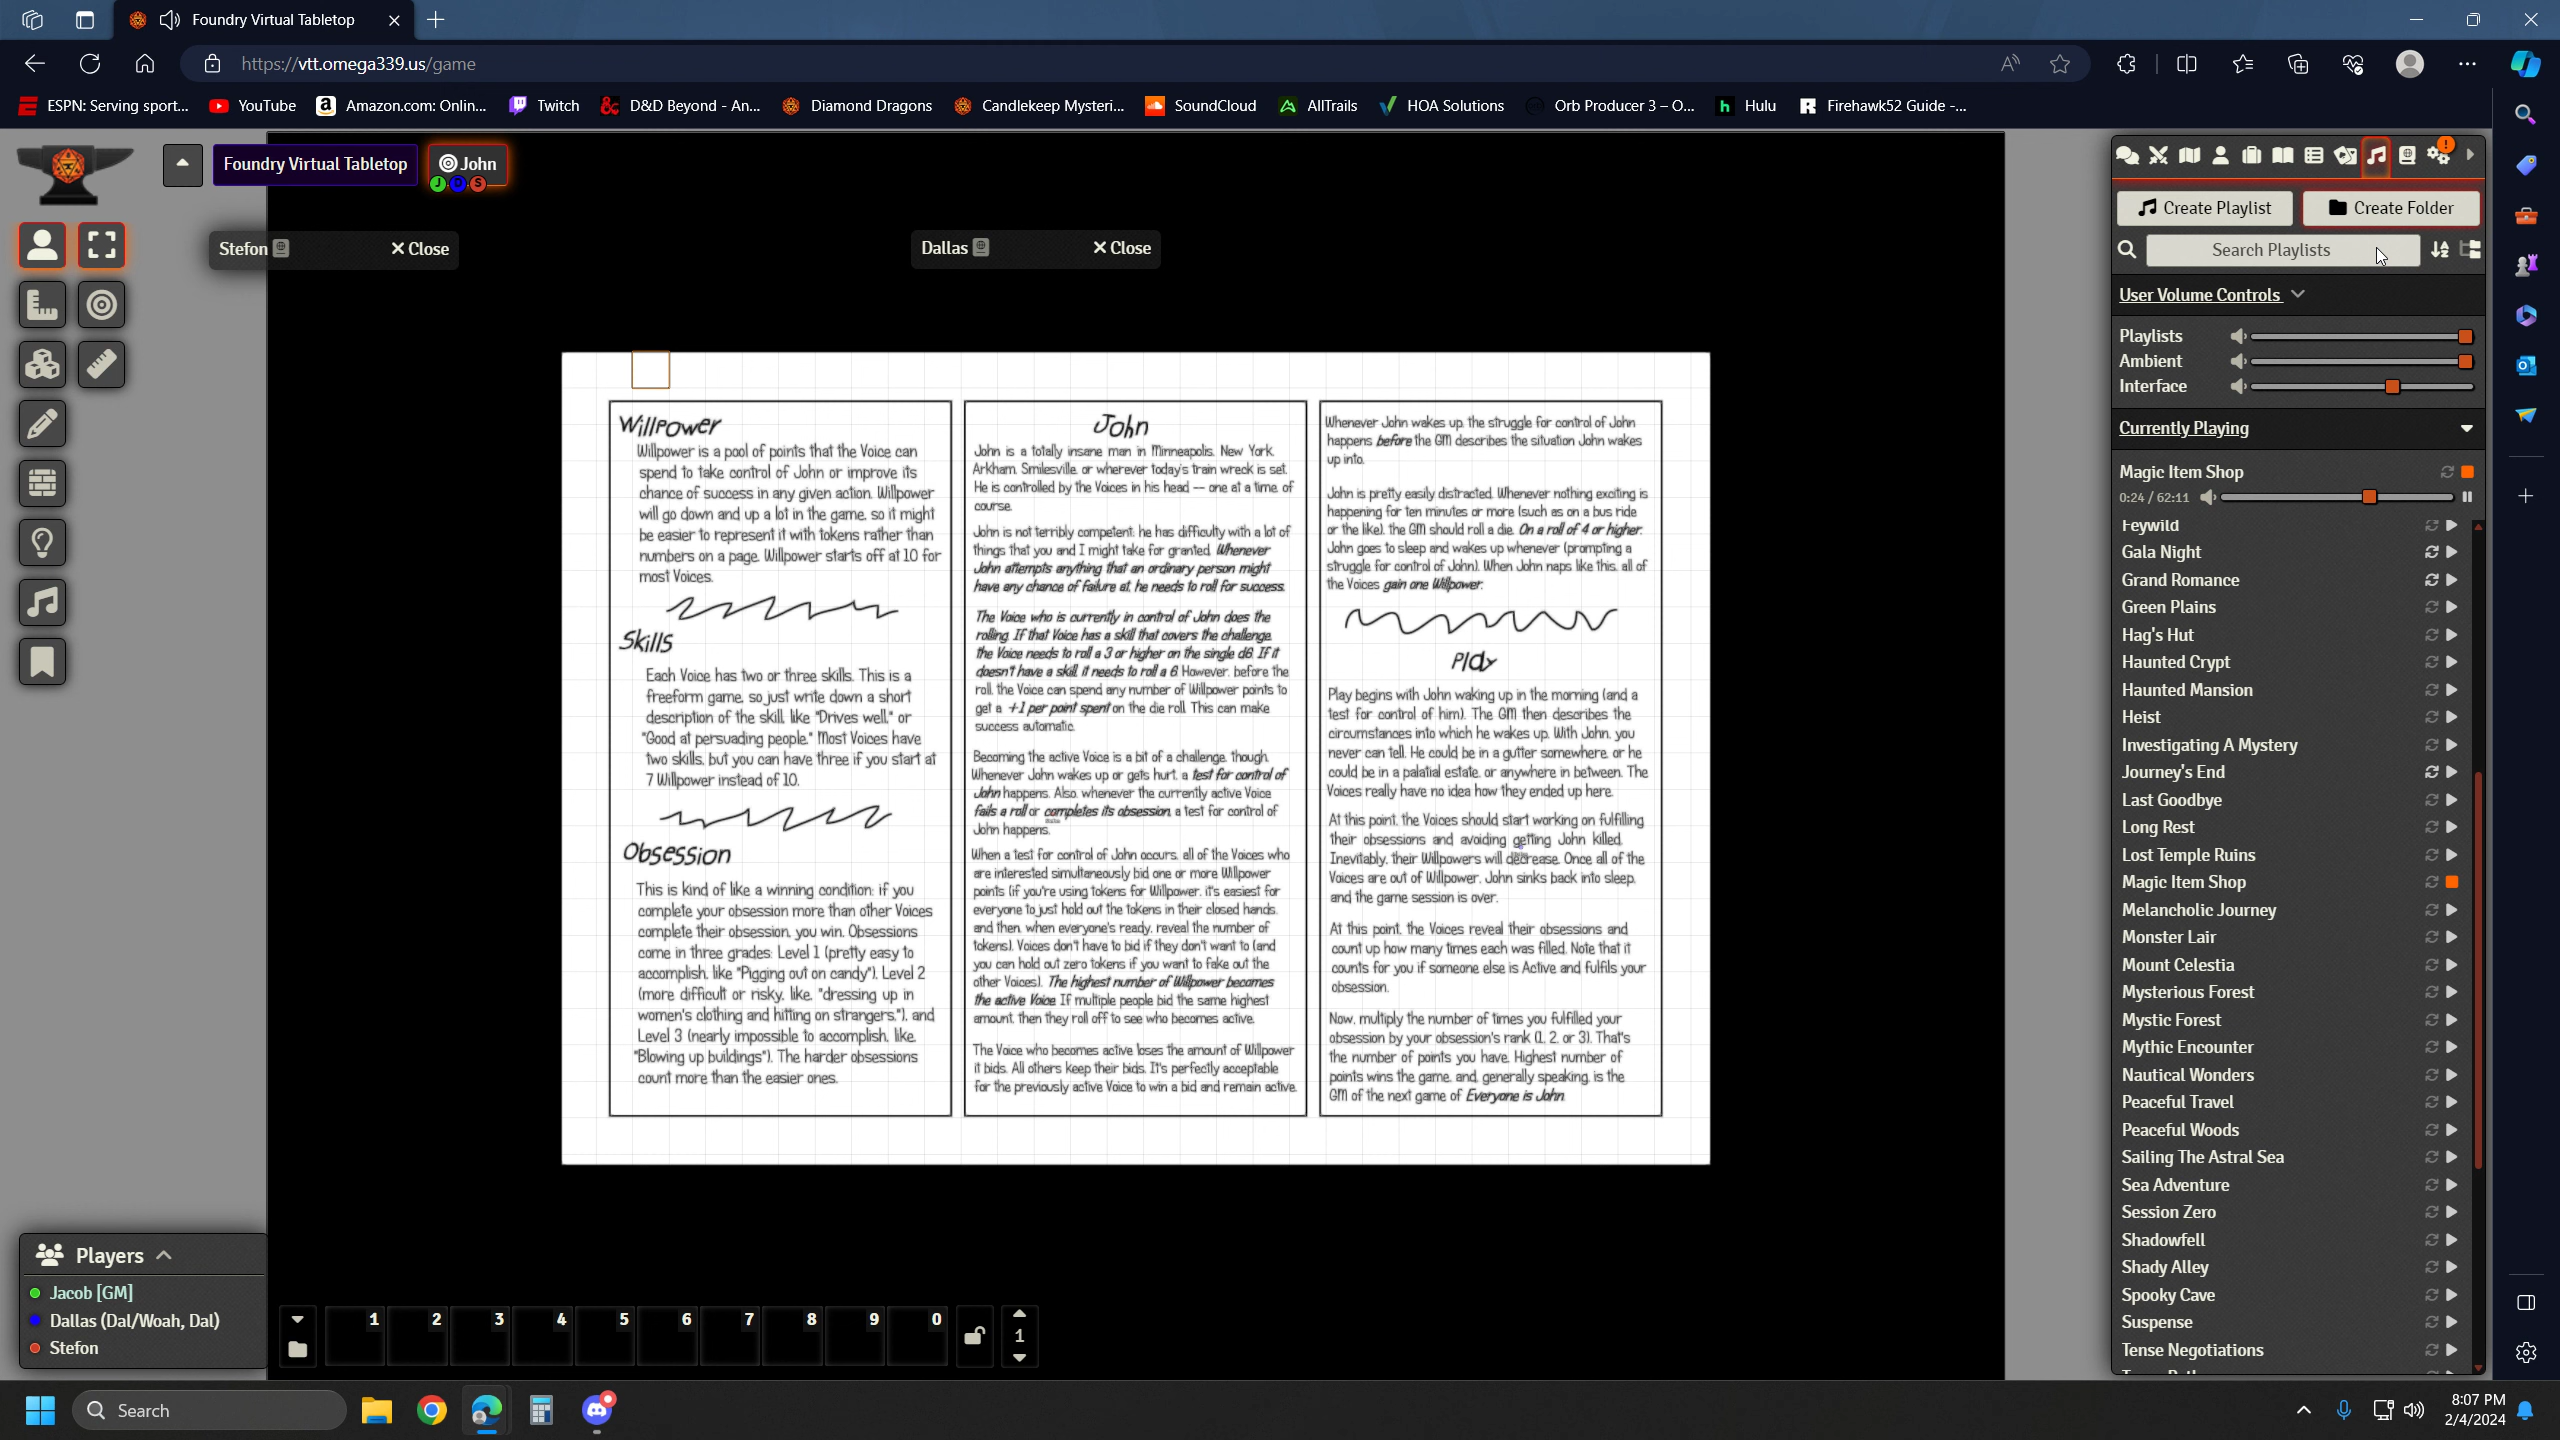 Foundry Virtual Tabletop
https://vtt.omega339.us/game
ESPN: Serving sport...
YouTube
Amazon.com: Onlin...
Twitch
D&D Beyond - An...
Diamond Dragons
Candlekeep Mysteri...
SoundCloud
AllTrails
HOA Solutions
Orb Producer 3 – O...
Hulu
Firehawk52 Guide -...
Foundry Virtual Tabletop
John
J D S
Stefon
Close
Dallas
Close
Willpower
Willpower is a pool of points that the Voice can
spend to take control of John or improve its
chance of success in any given action. Willpower
will go down and up a lot in the game, so it might
be easier to represent it with tokens rather than
numbers on a page. Willpower starts off at 10 for
most Voices.
Skills
Each Voice has two or three skills. This is a
freeform game, so just write down a short
description of the skill, like "Drives well," or
"Good at persuading people." Most Voices have
two skills, but you can have three if you start at
7 Willpower instead of 10.
Obsession
This is kind of like a winning condition: if you
complete your obsession more than other Voices
complete their obsession, you win. Obsessions
come in three grades: Level 1 (pretty easy to
accomplish, like "Pigging out on candy"), Level 2
(more difficult or risky, like, "dressing up in
women's clothing and hitting on strangers."), and
Level 3 (nearly impossible to accomplish, like,
"Blowing up buildings"). The harder obsessions
count more than the easier ones.
John
John is a totally insane man in Minneapolis, New York,
Arkham, Smilesville, or wherever today's train wreck is set.
He is controlled by the Voices in his head -- one at a time, of
course.
John is not terribly competent: he has difficulty with a lot of
things that you and I might take for granted. Whenever
John attempts anything that an ordinary person might
have any chance of failure at, he needs to roll for success.
The Voice who is currently in control of John does the
rolling. If that Voice has a skill that covers the challenge,
the Voice needs to roll a 3 or higher on the single d6. If it
doesn't have a skill, it needs to roll a 6. However, before the
roll, the Voice can spend any number of Willpower points to
get a +1 per point spent on the die roll. This can make
success automatic.
Becoming the active Voice is a bit of a challenge, though.
Whenever John wakes up or gets hurt, a test for control of
John happens. Also, whenever the currently active Voice
fails a roll or completes its obsession, a test for control of
John happens.
When a test for control of John occurs, all of the Voices who
are interested simultaneously bid one or more Willpower
points (if you're using tokens for Willpower, it's easiest for
everyone to just hold out the tokens in their closed hands,
and then, when everyone's ready, reveal the number of
tokens). Voices don't have to bid if they don't want to (and
you can hold out zero tokens if you want to fake out the
other Voices). The highest number of Willpower becomes
the active Voice. If multiple people bid the same highest
amount, then they roll off to see who becomes active.
The Voice who becomes active loses the amount of Willpower
it bids. All others keep their bids. It's perfectly acceptable
for the previously active Voice to win a bid and remain active.
Whenever John wakes up, the struggle for control of John
happens before the GM describes the situation John wakes
up into.
John is pretty easily distracted. Whenever nothing exciting is
happening for ten minutes or more (such as on a bus ride
or the like), the GM should roll a die. On a roll of 4 or higher,
John goes to sleep and wakes up whenever (prompting a
struggle for control of John). When John naps like this, all of
the Voices gain one Willpower.
Play
Play begins with John waking up in the morning (and a
test for control of him). The GM then describes the
circumstances into which he wakes up. With John, you
never can tell. He could be in a gutter somewhere, or he
could be in a palatial estate, or anywhere in between. The
Voices really have no idea how they ended up here.
At this point, the Voices should start working on fulfilling
their obsessions and avoiding getting John killed.
Inevitably, their Willpowers will decrease. Once all of the
Voices are out of Willpower, John sinks back into sleep,
and the game session is over.
At this point, the Voices reveal their obsessions and
count up how many times each was filled. Note that it
counts for you if someone else is Active and fulfils your
obsession.
Now, multiply the number of times you fulfilled your
obsession by your obsession's rank (1, 2, or 3). That's
the number of points you have. Highest number of
points wins the game, and, generally speaking, is the
GM of the next game of Everyone is John.
Create Playlist
Create Folder
Search Playlists
User Volume Controls
Playlists
Ambient
Interface
Currently Playing
Magic Item Shop
0:24 / 62:11
Feywild
Gala Night
Grand Romance
Green Plains
Hag's Hut
Haunted Crypt
Haunted Mansion
Heist
Investigating A Mystery
Journey's End
Last Goodbye
Long Rest
Lost Temple Ruins
Magic Item Shop
Melancholic Journey
Monster Lair
Mount Celestia
Mysterious Forest
Mystic Forest
Mythic Encounter
Nautical Wonders
Peaceful Travel
Peaceful Woods
Sailing The Astral Sea
Sea Adventure
Session Zero
Shadowfell
Shady Alley
Spooky Cave
Suspense
Tense Negotiations
Players
Jacob [GM]
Dallas (Dal/Woah, Dal)
Stefon
1 2 3 4 5 6 7 8 9 0
1
Search
8:07 PM
2/4/2024